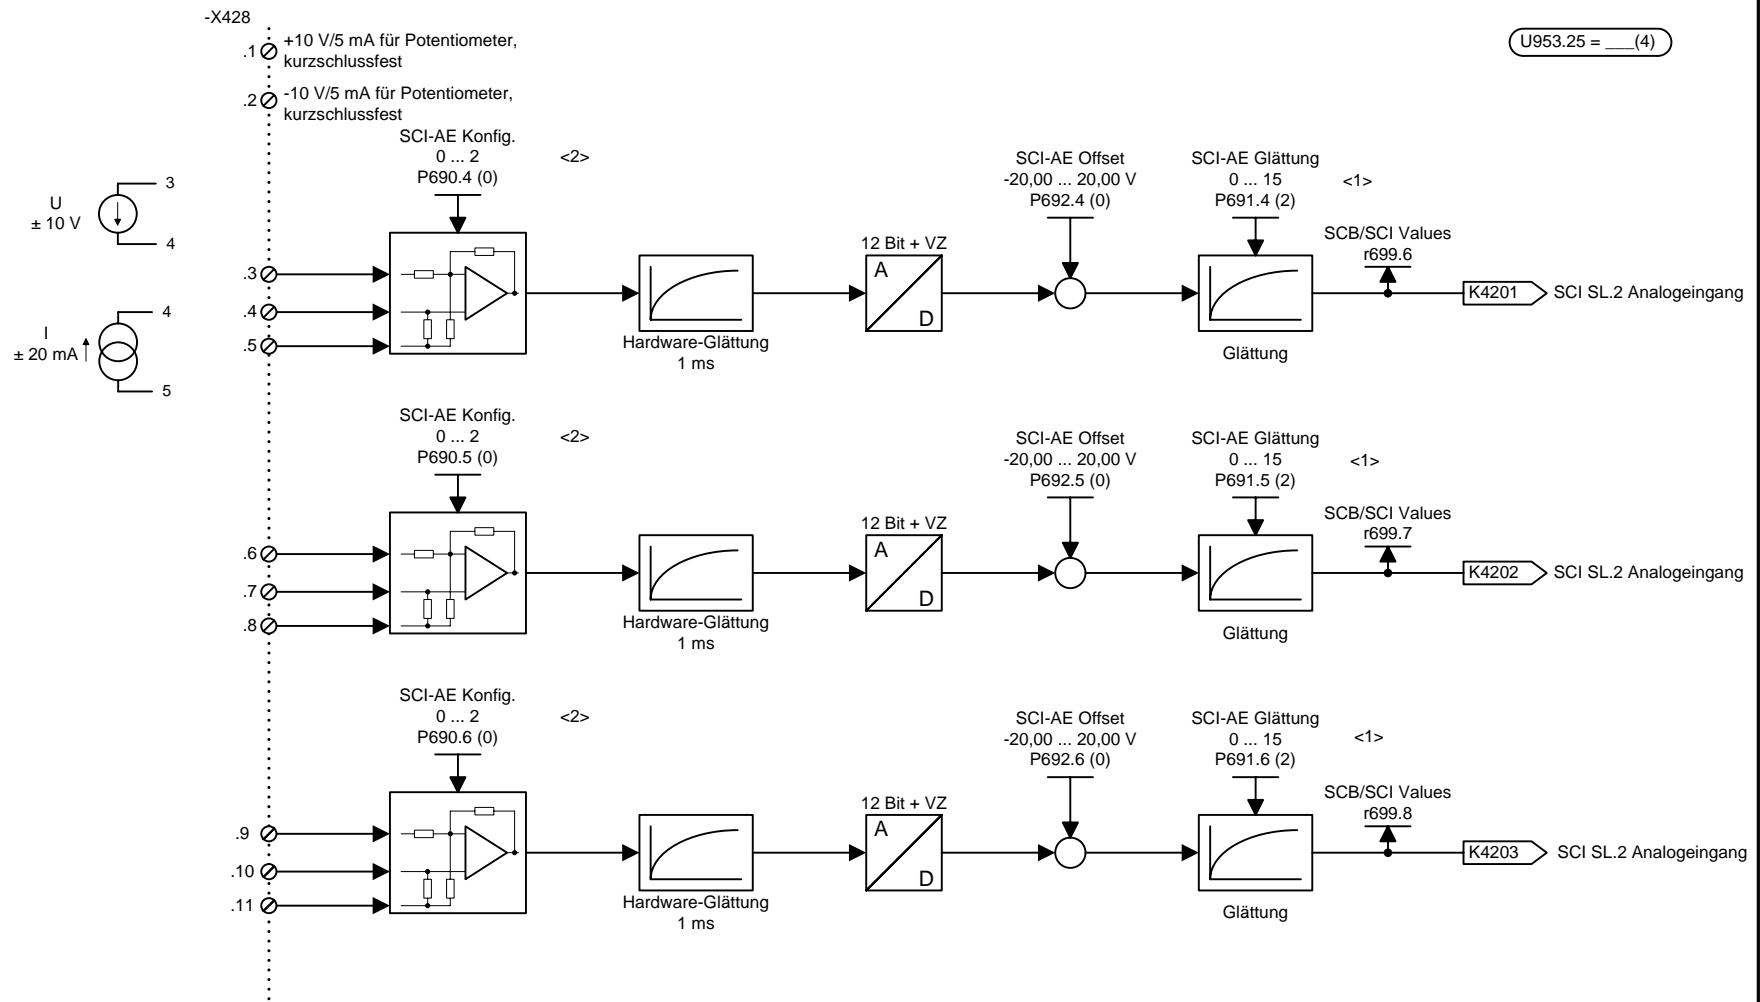 -X428
.1
+10 V/5 mA für Potentiometer,
kurzschlussfest
U953.25 = ___(4)
.2
-10 V/5 mA für Potentiometer,
kurzschlussfest
U
± 10 V
3
4
I
± 20 mA
4
5
SCI-AE Konfig.
0 ... 2
P690.4 (0)
<2>
.3
.4
.5
Hardware-Glättung
1 ms
12 Bit + VZ
A
D
SCI-AE Offset
-20,00 ... 20,00 V
P692.4 (0)
SCI-AE Glättung
0 ... 15
P691.4 (2)
<1>
Glättung
SCB/SCI Values
r699.6
K4201
SCI SL.2 Analogeingang
SCI-AE Konfig.
0 ... 2
P690.5 (0)
<2>
.6
.7
.8
Hardware-Glättung
1 ms
12 Bit + VZ
A
D
SCI-AE Offset
-20,00 ... 20,00 V
P692.5 (0)
SCI-AE Glättung
0 ... 15
P691.5 (2)
<1>
Glättung
SCB/SCI Values
r699.7
K4202
SCI SL.2 Analogeingang
SCI-AE Konfig.
0 ... 2
P690.6 (0)
<2>
.9
.10
.11
Hardware-Glättung
1 ms
12 Bit + VZ
A
D
SCI-AE Offset
-20,00 ... 20,00 V
P692.6 (0)
SCI-AE Glättung
0 ... 15
P691.6 (2)
<1>
Glättung
SCB/SCI Values
r699.8
K4203
SCI SL.2 Analogeingang